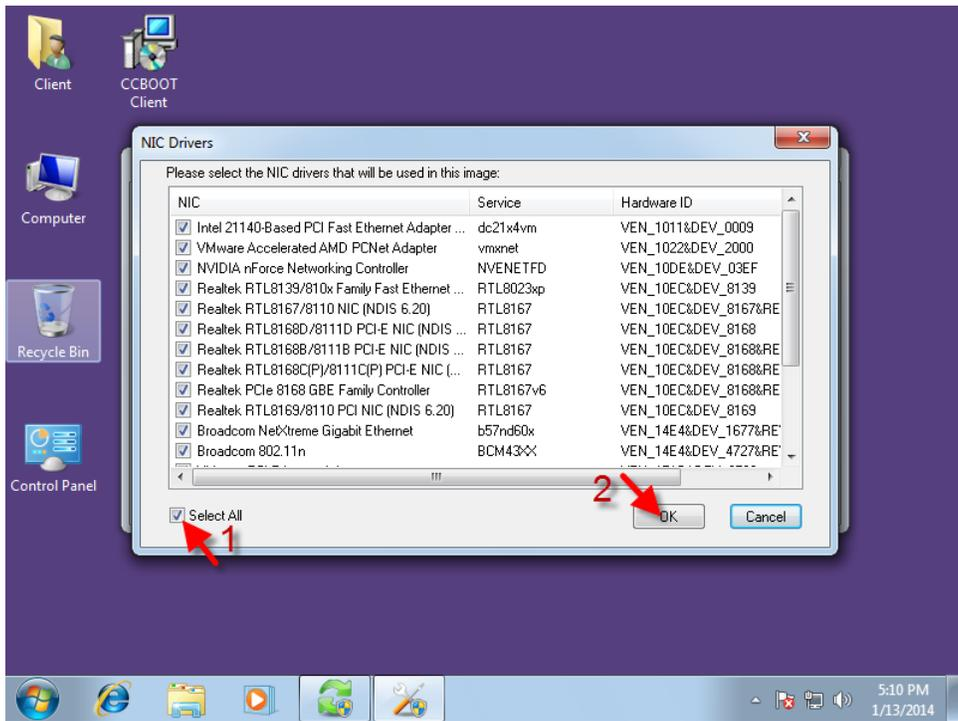 Client
CCBOOT
Client
Computer
Recycle Bin
Control Panel
NIC Drivers
Please select the NIC drivers that will be used in this image:
NIC Service Hardware ID
Intel 21140-Based PCI Fast Ethernet Adapter ... dc21x4vm VEN_1011&DEV_0009
VMware Accelerated AMD PCNet Adapter vmxnet VEN_1022&DEV_2000
NVIDIA nForce Networking Controller NVENETFD VEN_10DE&DEV_03EF
Realtek RTL8139/810x Family Fast Ethernet ... RTL8023xp VEN_10EC&DEV_8139
Realtek RTL8167/8110 NIC (NDIS 6.20) RTL8167 VEN_10EC&DEV_8167&RE
Realtek RTL8168D/8111D PCI-E NIC (NDIS ... RTL8167 VEN_10EC&DEV_8168
Realtek RTL8168B/8111B PCI-E NIC (NDIS ... RTL8167 VEN_10EC&DEV_8168&RE
Realtek RTL8168C(P)/8111C(P) PCI-E NIC (... RTL8167 VEN_10EC&DEV_8168&RE
Realtek PCIe 8168 GBE Family Controller RTL8167v6 VEN_10EC&DEV_8168&RE
Realtek RTL8169/8110 PCI NIC (NDIS 6.20) RTL8167 VEN_10EC&DEV_8169
Broadcom NetXtreme Gigabit Ethernet b57nd60x VEN_14E4&DEV_1677&RE
Broadcom 802.11n BCM43XX VEN_14E4&DEV_4727&RE
Select All
1
2
OK
Cancel
5:10 PM
1/13/2014